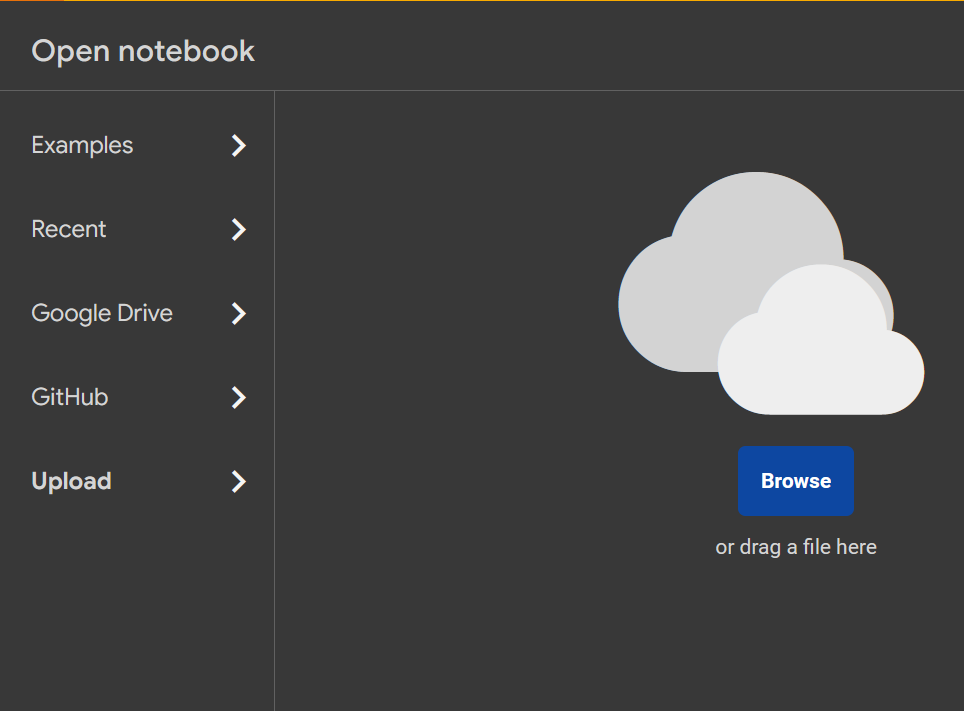 Open notebook
Examples
Recent
Google Drive
GitHub
Upload
Browse
or drag a file here